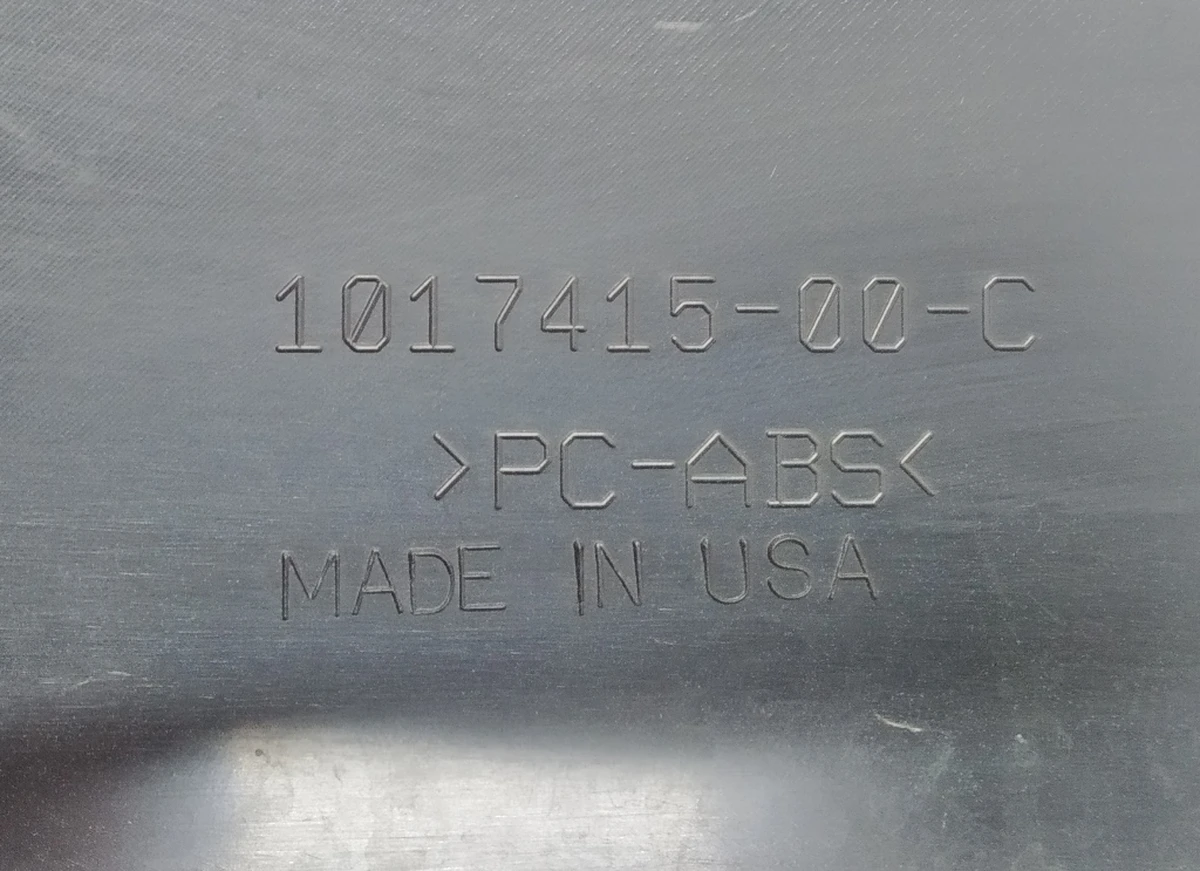 1017415-00-C
>PC-ABS<
MADE IN USA